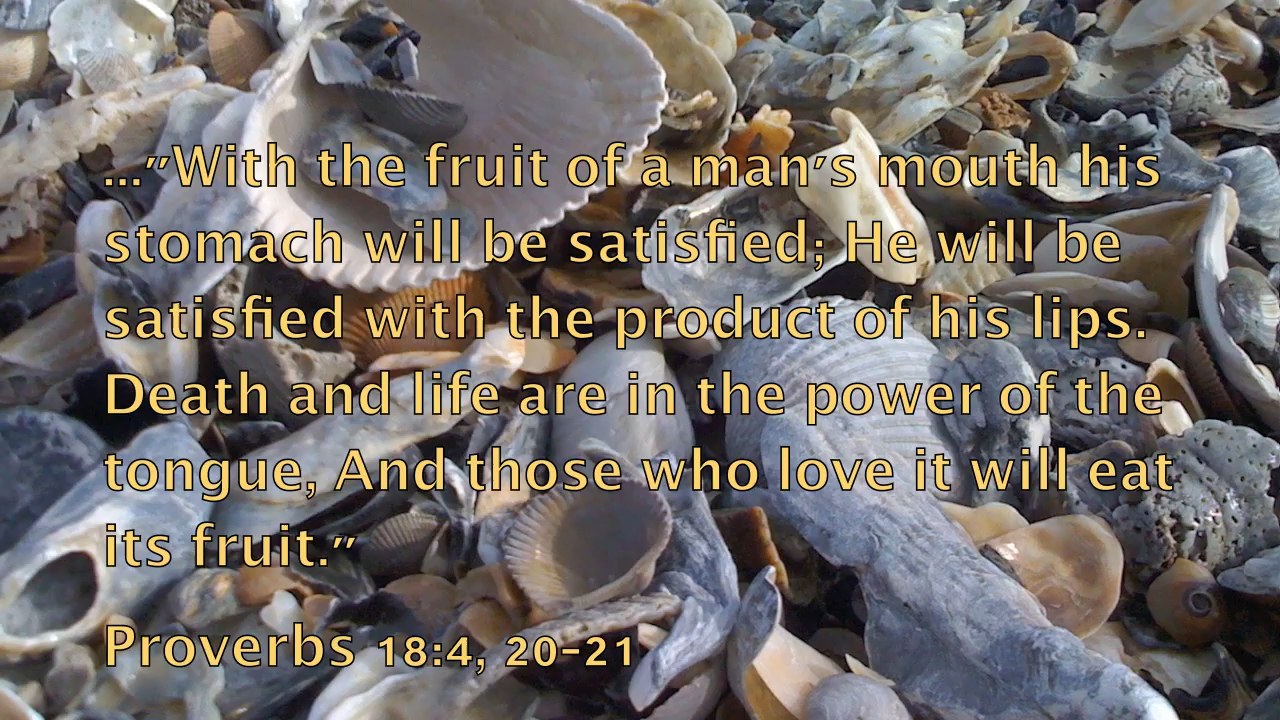 ..."With the fruit of a man's mouth his
stomach will be satisfied; He will be
satisfied with the product of his lips.
Death and life are in the power of the
tongue, And those who love it will eat
its fruit."
Proverbs 18:4, 20-21